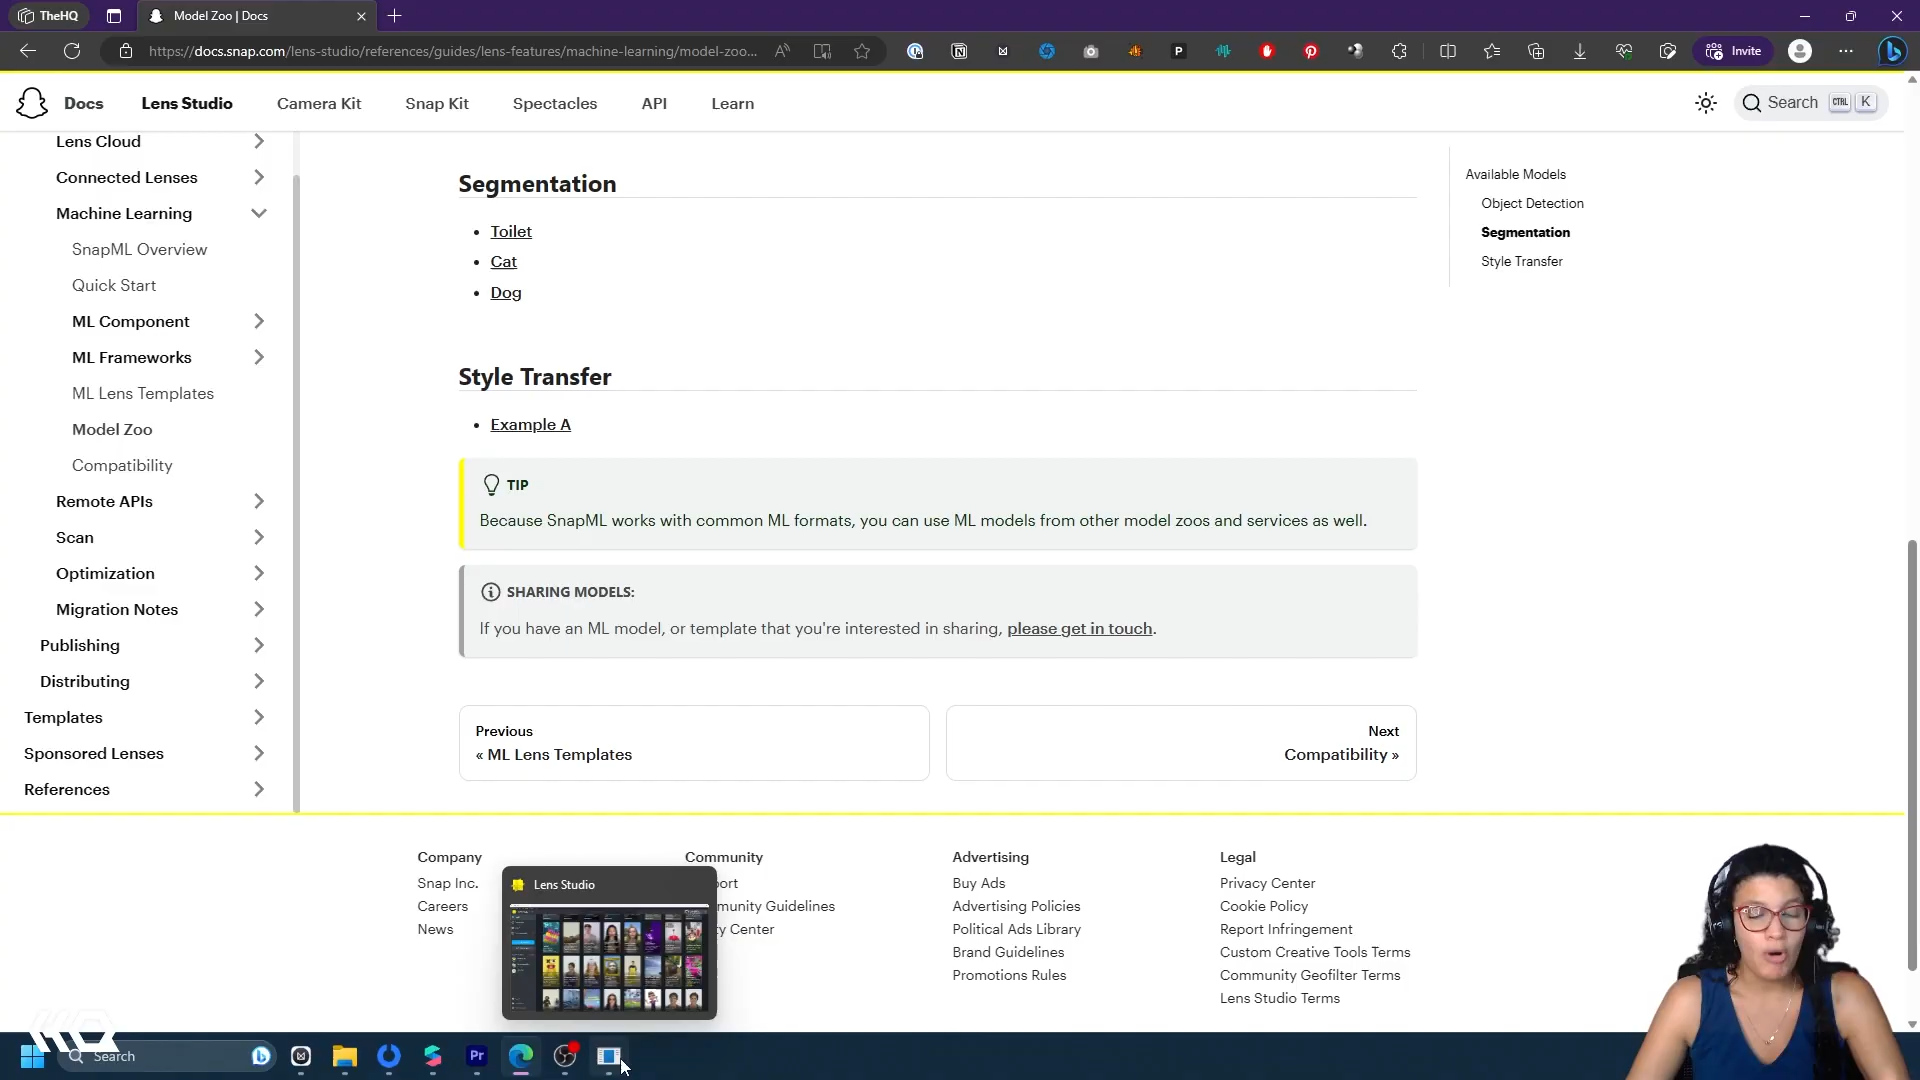 TheHQ
Model Zoo | Docs
https://docs.snap.com/lens-studio/references/guides/lens-features/machine-learning/model-zoo...
Invite
Docs
Lens Studio
Camera Kit
Snap Kit
Spectacles
API
Learn
Search
CTRL
K
Lens Cloud
Connected Lenses
Machine Learning
SnapML Overview
Quick Start
ML Component
ML Frameworks
ML Lens Templates
Model Zoo
Compatibility
Remote APIs
Scan
Optimization
Migration Notes
Publishing
Distributing
Templates
Sponsored Lenses
References
Segmentation
Toilet
Cat
Dog
Style Transfer
Example A
TIP
Because SnapML works with common ML formats, you can use ML models from other model zoos and services as well.
SHARING MODELS:
If you have an ML model, or template that you're interested in sharing, please get in touch.
Previous
« ML Lens Templates
Next
Compatibility »
Available Models
Object Detection
Segmentation
Style Transfer
Company
Snap Inc.
Careers
News
Community
port
munity Guidelines
ty Center
Advertising
Buy Ads
Advertising Policies
Political Ads Library
Brand Guidelines
Promotions Rules
Legal
Privacy Center
Cookie Policy
Report Infringement
Custom Creative Tools Terms
Community Geofilter Terms
Lens Studio Terms
Lens Studio
HQ
Search
Pr